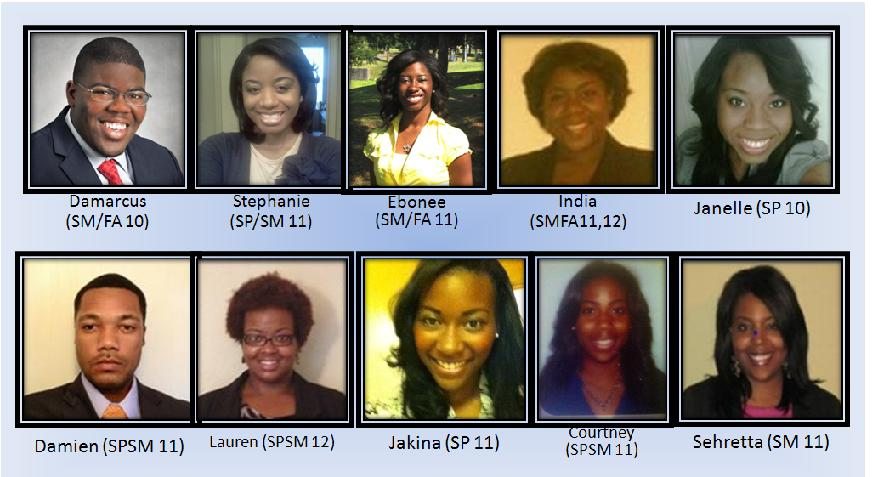 Damarcus
(SM/FA 10)
Stephanie
(SP/SM 11)
Ebonee
(SM/FA 11)
India
(SMFA11,12)
Janelle (SP 10)
Damien (SPSM 11)
Lauren (SPSM 12)
Jakina (SP 11)
Courtney
(SPSM 11)
Sehretta (SM 11)